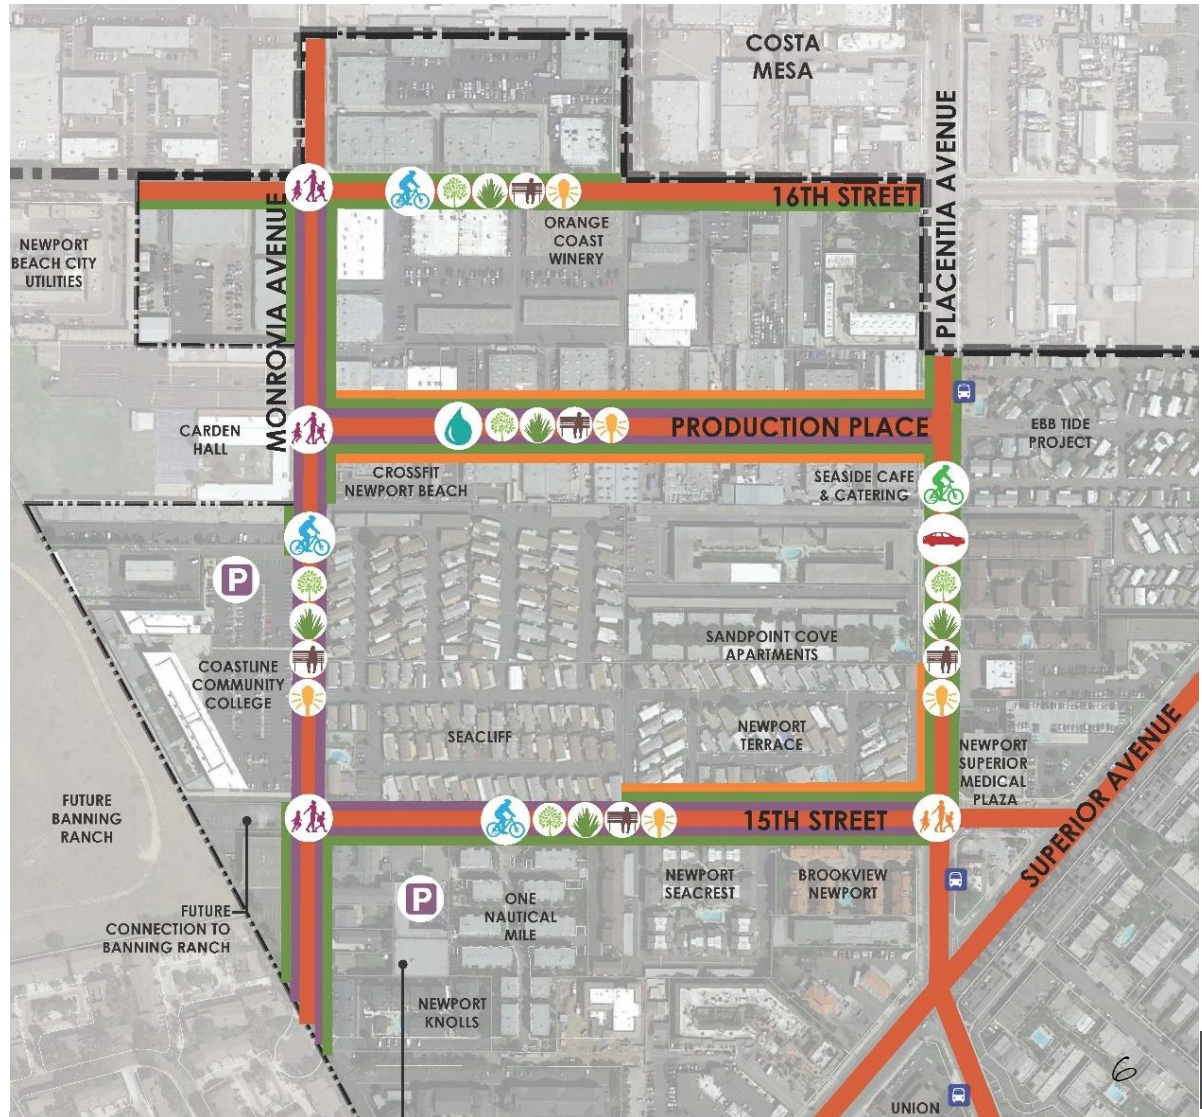 COSTA
MESA
PLACENTIA AVENUE
16TH STREET
MONROVIA AVENUE
ORANGE
COAST
WINERY
NEWPORT
BEACH CITY
UTILITIES
PRODUCTION PLACE
CARDEN
HALL
EBB TIDE
PROJECT
CROSSFIT
NEWPORT BEACH
SEASIDE CAFE
& CATERING
P
SANDPOINT COVE
APARTMENTS
COASTLINE
COMMUNITY
COLLEGE
SEACLIFF
NEWPORT
TERRACE
NEWPORT
SUPERIOR
MEDICAL
PLAZA
SUPERIOR AVENUE
FUTURE
BANNING
RANCH
15TH STREET
P
ONE
NAUTICAL
MILE
NEWPORT
SEACREST
BROOKVIEW
NEWPORT
FUTURE
CONNECTION TO
BANNING RANCH
NEWPORT
KNOLLS
6
UNION